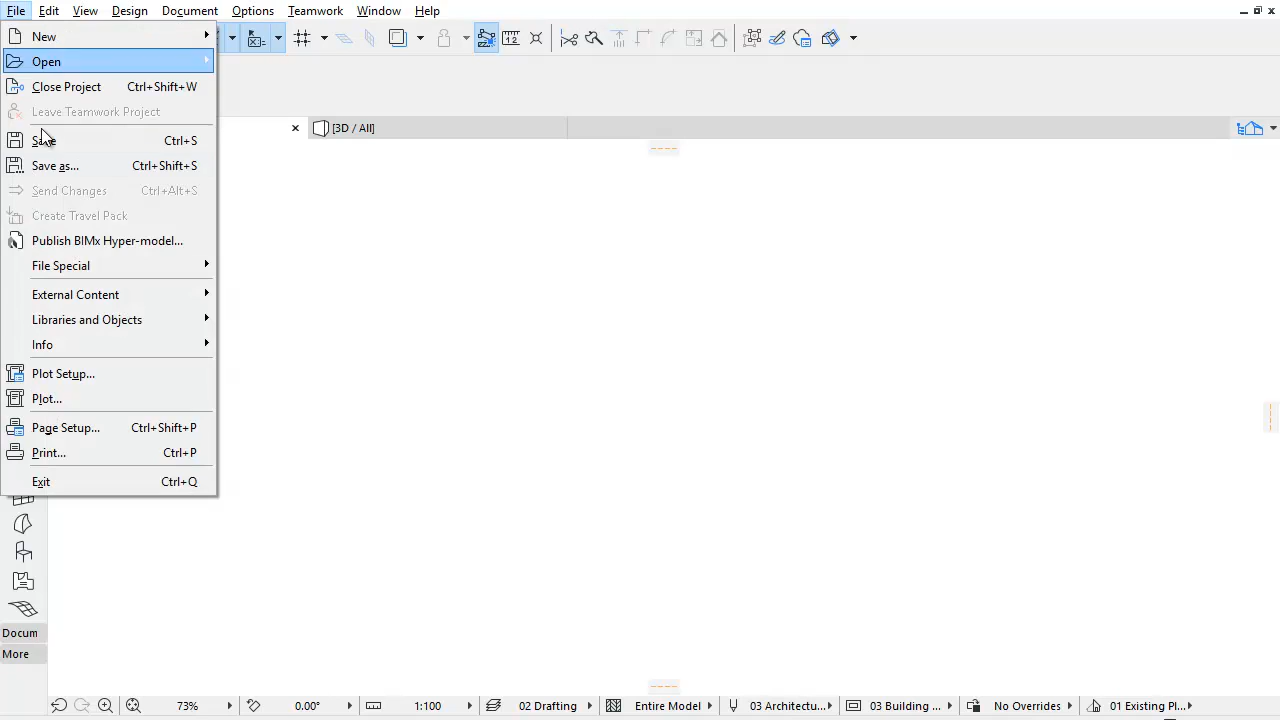 File Edit View Design Options Document Teamwork Window Help
New
Open
Close Project Ctrl+Shift+W
[3D / All]
Leave Teamwork Project
Save Ctrl+S
Save as... Ctrl+Shift+S
Send Changes Ctrl+Alt+S
Create Travel Pack
Publish BIMx Hyper-model...
File Special
External Content
Libraries and Objects
Info
Plot Setup...
Plot...
Page Setup... Ctrl+Shift+P
Print... Ctrl+P
Exit Ctrl+Q
Docum
More
73% 0.00° 1:100 02 Drafting Entire Model 03 Architectu... 03 Building ... No Overrides 01 Existing Pl...